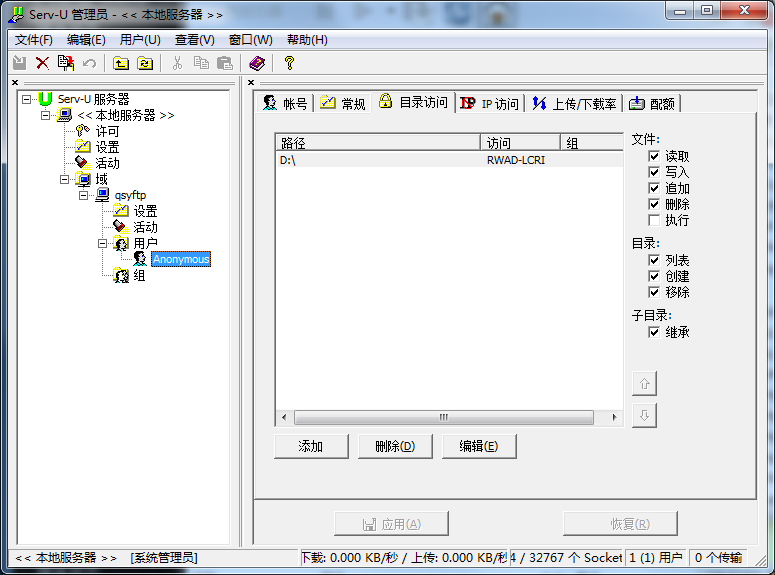 Serv-U 管理员 - << 本地服务器 >>
文件(F) 编辑(E) 用户(U) 查看(V) 窗口(W) 帮助(H)
Serv-U 服务器
<< 本地服务器 >>
许可
设置
活动
域
qsyftp
设置
活动
用户
Anonymous
组
帐号 常规 目录访问 IP 访问 上传/下载率 配额
路径 访问 组
D:\ RWAD-LCRI
文件:
读取
写入
追加
删除
执行
目录:
列表
创建
移除
子目录:
继承
添加 删除(D) 编辑(E)
应用(A) 恢复(R)
<< 本地服务器 >> [系统管理员] 下载: 0.000 KB/秒 / 上传: 0.000 KB/秒 4 / 32767 个 Socket 1 (1) 用户 0 个传输